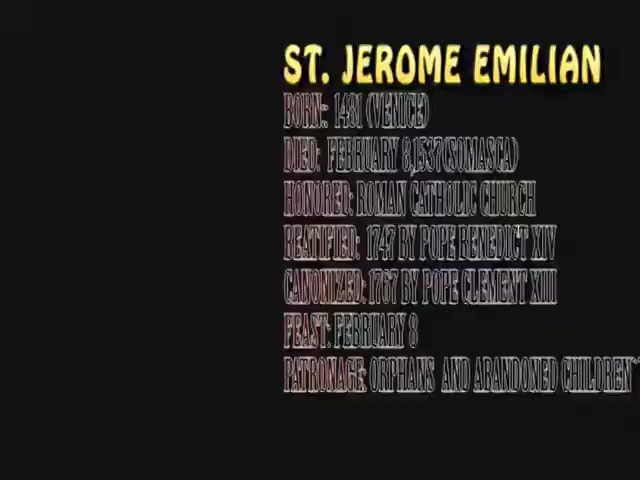 ST. JEROME EMILIAN
BORN: 1481 (VENICE)
DIED: FEBRUARY 8,1537(SOMASCA)
HONORED: ROMAN CATHOLIC CHURCH
BEATIFIED: 1747 BY POPE BENEDICT XIV
CANONIZED: 1767 BY POPE CLEMENT XIII
FEAST: FEBRUARY 8
PATRONAGE: ORPHANS AND ABANDONED CHILDREN